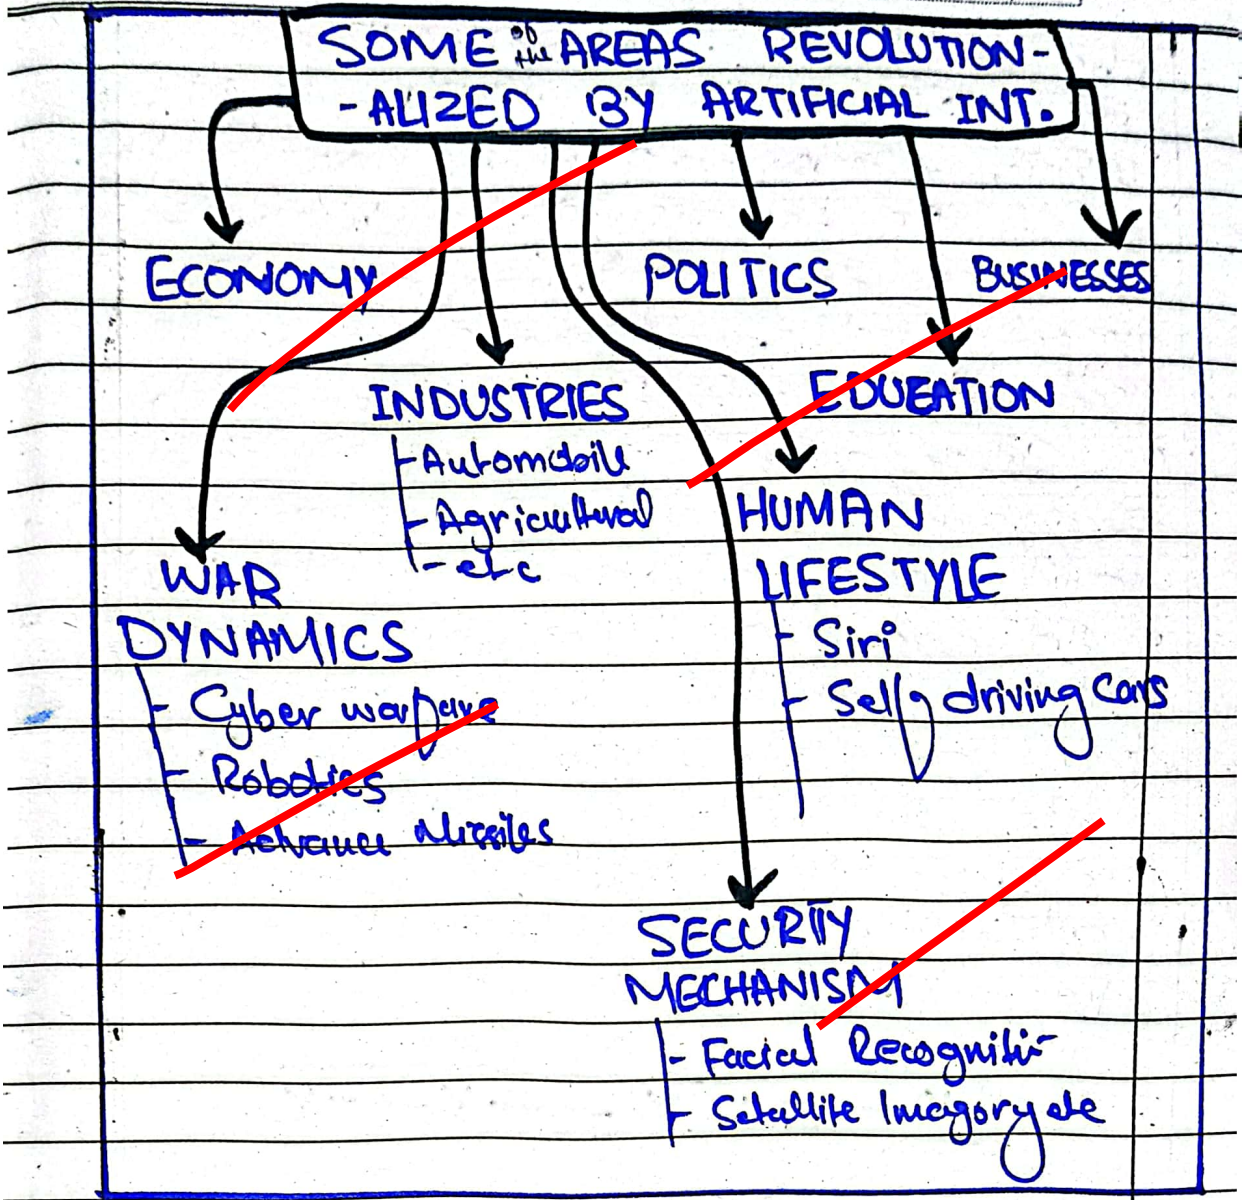 SOME of the AREAS REVOLUTION-
-ALIZED BY ARTIFICIAL INT.
ECONOMY
POLITICS
BUSINESSES
INDUSTRIES
- Automobile
- Agricultural
- etc
EDUCATION
HUMAN
LIFESTYLE
- Siri
- Self driving Cars
WAR
DYNAMICS
- Cyber warfare
- Robotics
- Advance Missiles
SECURITY
MECHANISM
- Facial Recogniti-
- Satellite Imagory etc